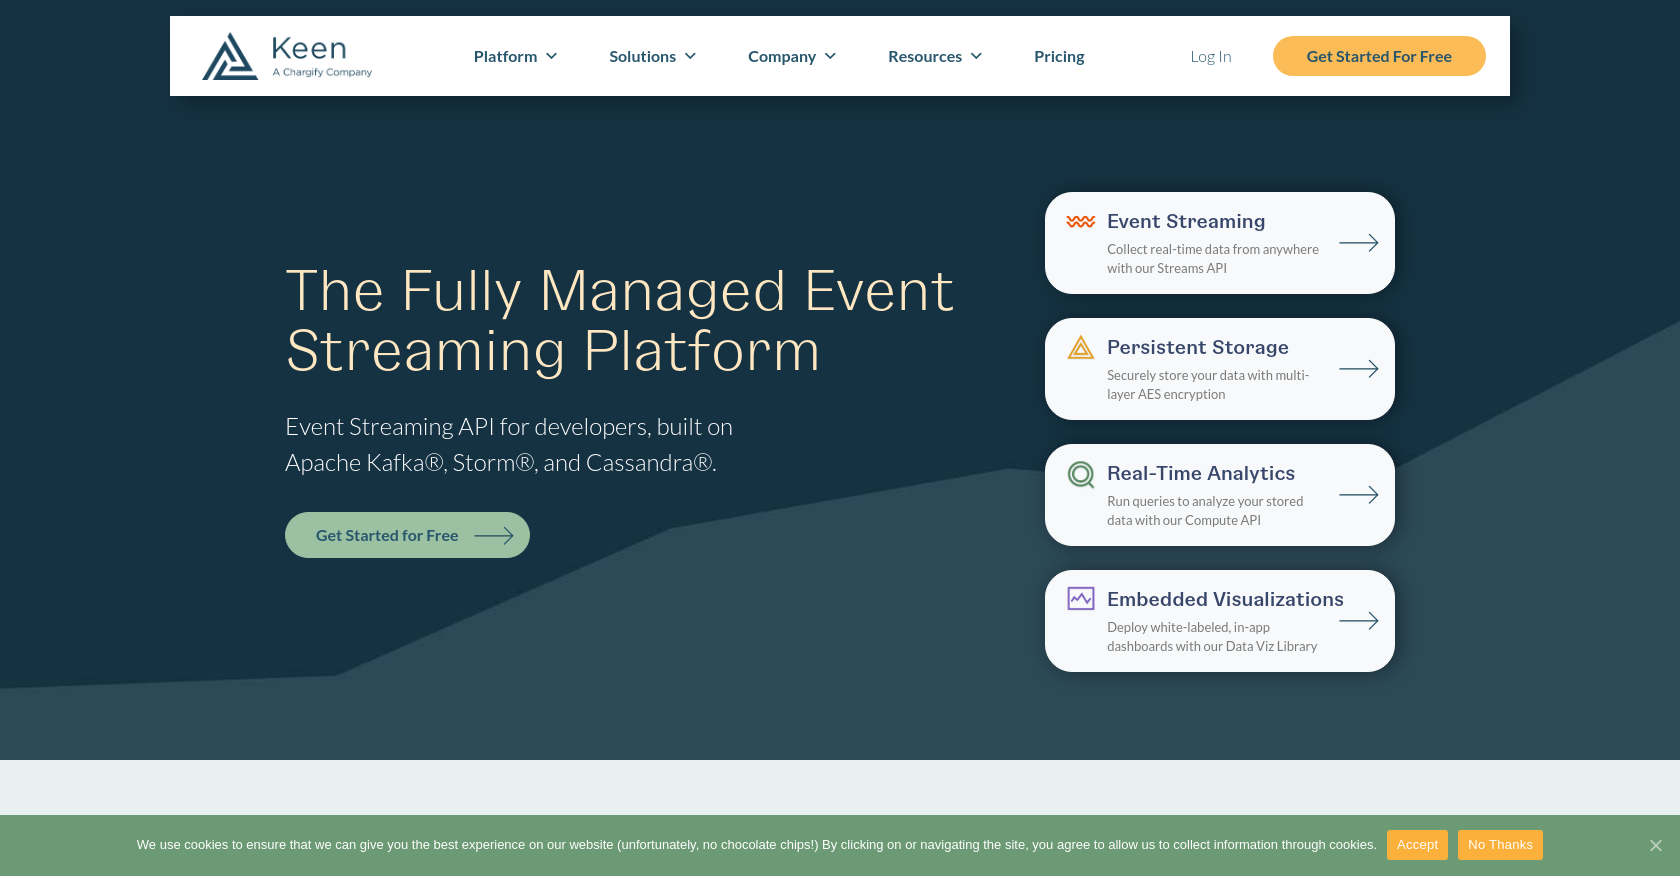 Keen
A Chargify Company
Platform
Solutions
Company
Resources
Pricing
Log In
Get Started For Free
The Fully Managed Event
Streaming Platform
Event Streaming API for developers, built on
Apache Kafka®, Storm®, and Cassandra®.
Get Started for Free
Event Streaming
Collect real-time data from anywhere
with our Streams API
Persistent Storage
Securely store your data with multi-
layer AES encryption
Real-Time Analytics
Run queries to analyze your stored
data with our Compute API
Embedded Visualizations
Deploy white-labeled, in-app
dashboards with our Data Viz Library
We use cookies to ensure that we can give you the best experience on our website (unfortunately, no chocolate chips!) By clicking on or navigating the site, you agree to allow us to collect information through cookies.
Accept
No Thanks